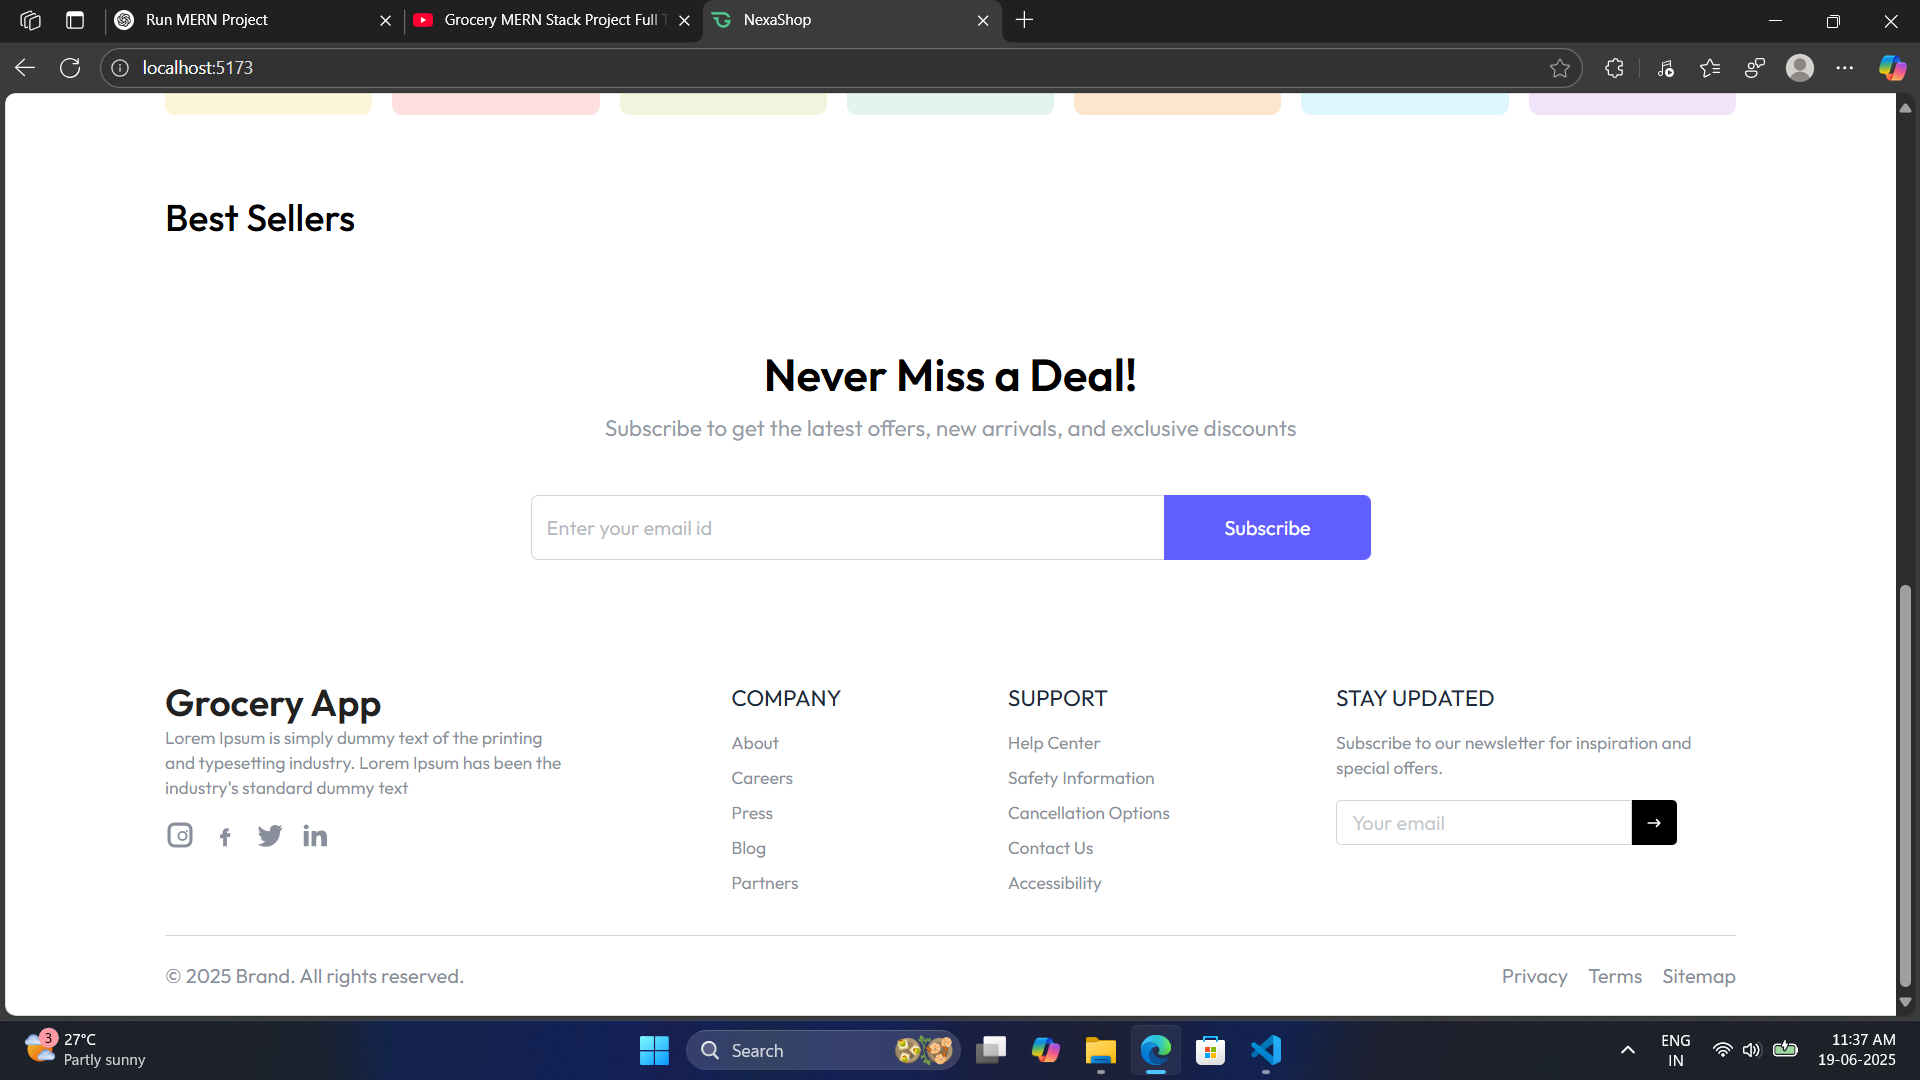 Run MERN Project
Grocery MERN Stack Project Full
NexaShop
localhost:5173
Best Sellers
Never Miss a Deal!
Subscribe to get the latest offers, new arrivals, and exclusive discounts
Enter your email id
Subscribe
Grocery App
Lorem Ipsum is simply dummy text of the printing
and typesetting industry. Lorem Ipsum has been the
industry's standard dummy text
COMPANY
About
Careers
Press
Blog
Partners
SUPPORT
Help Center
Safety Information
Cancellation Options
Contact Us
Accessibility
STAY UPDATED
Subscribe to our newsletter for inspiration and
special offers.
Your email
© 2025 Brand. All rights reserved.
Privacy Terms Sitemap
3
27°C
Partly sunny
Search
ENG
IN
11:37 AM
19-06-2025